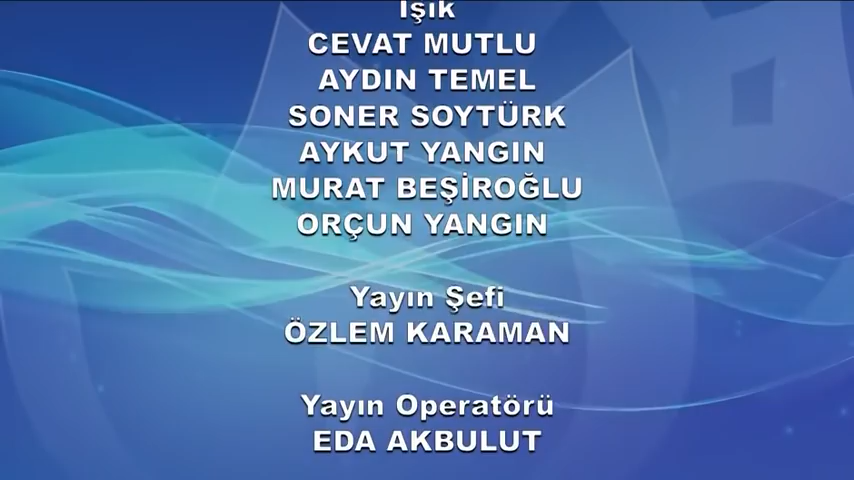 Işık
CEVAT MUTLU
AYDIN TEMEL
SONER SOYTÜRK
AYKUT YANGIN
MURAT BEŞİROĞLU
ORÇUN YANGIN
Yayın Şefi
ÖZLEM KARAMAN
Yayın Operatörü
EDA AKBULUT